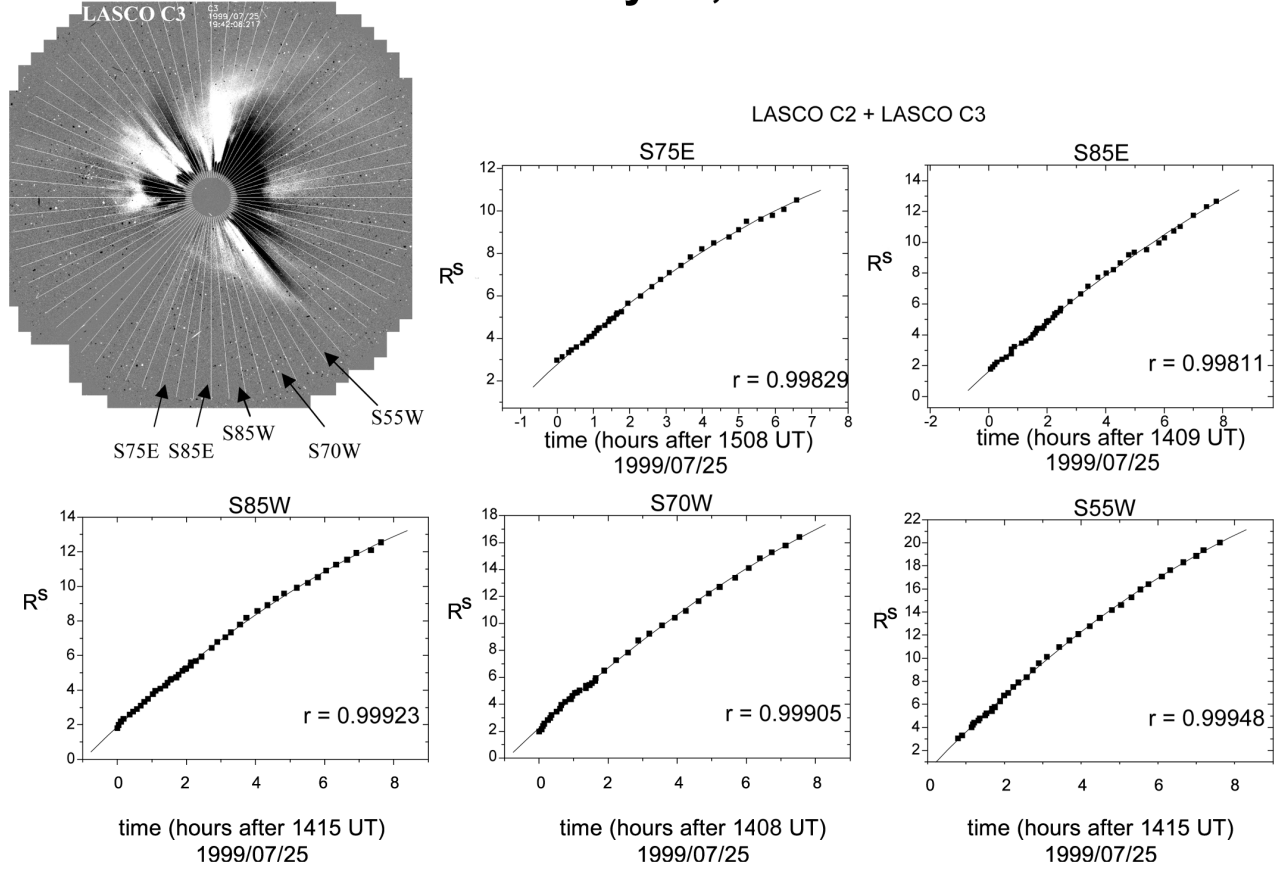 LASCO C3
C3
1999/07/25
19:42:08.217
S75E
S85E
S85W
S70W
S55W
LASCO C2 + LASCO C3
S75E
12
10
8
6
4
2
R^S
r = 0.99829
-1 0 1 2 3 4 5 6 7 8
time (hours after 1508 UT)
1999/07/25
S85E
14
12
10
8
6
4
2
0
R^S
r = 0.99811
-2 0 2 4 6 8
time (hours after 1409 UT)
1999/07/25
S85W
14
12
10
8
6
4
2
0
R^S
r = 0.99923
0 2 4 6 8
time (hours after 1415 UT)
1999/07/25
S70W
18
16
14
12
10
8
6
4
2
0
R^S
r = 0.99905
0 2 4 6 8
time (hours after 1408 UT)
1999/07/25
S55W
22
20
18
16
14
12
10
8
6
4
2
R^S
r = 0.99948
0 2 4 6 8
time (hours after 1415 UT)
1999/07/25